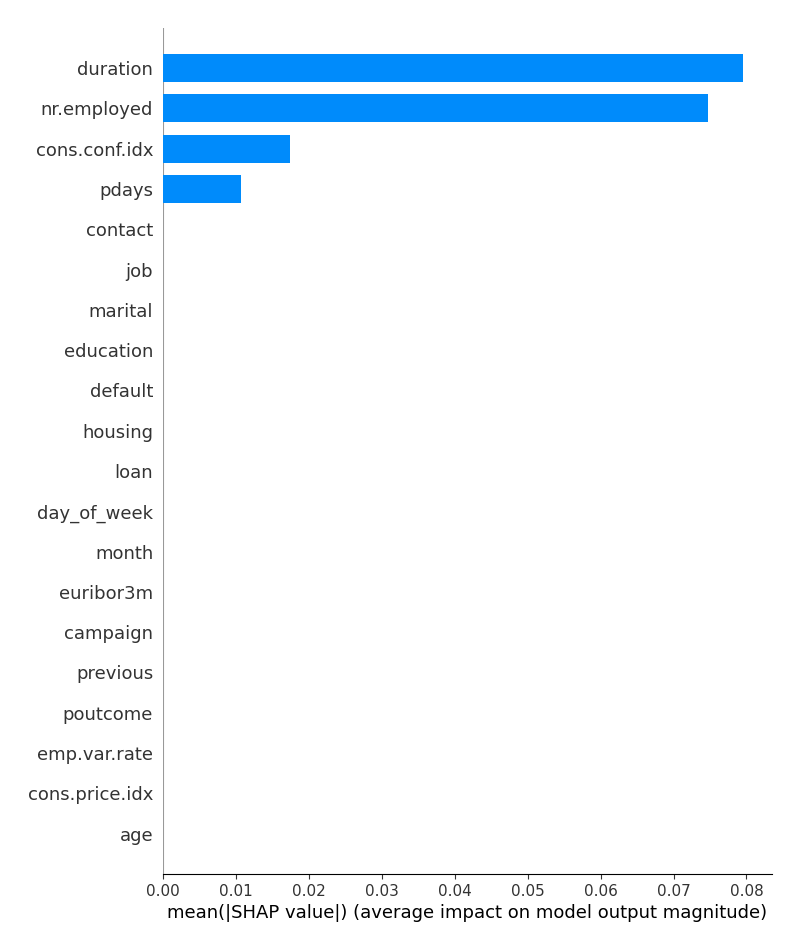 duration
nr.employed
cons.conf.idx
pdays
contact
job
marital
education
default
housing
loan
day_of_week
month
euribor3m
campaign
previous
poutcome
emp.var.rate
cons.price.idx
age
0.00 0.01 0.02 0.03 0.04 0.05 0.06 0.07 0.08
mean(|SHAP value|) (average impact on model output magnitude)